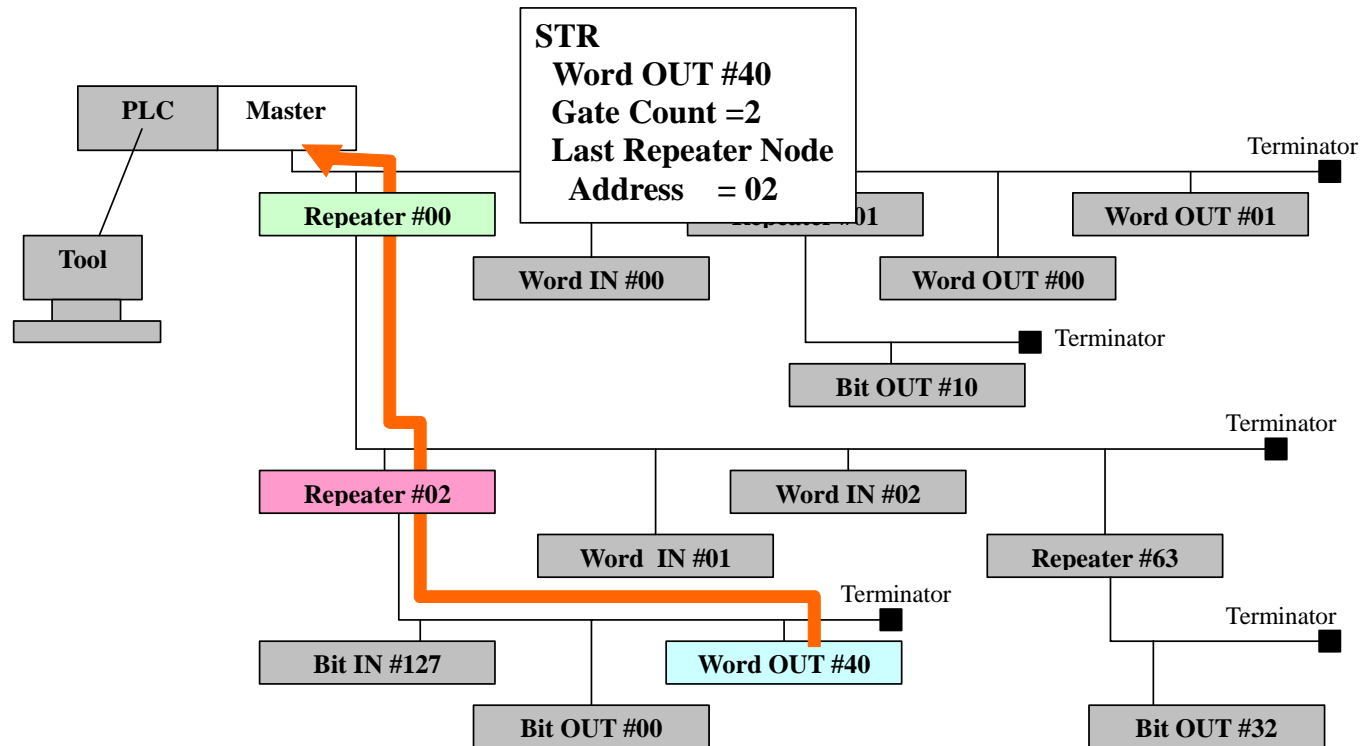 STR
Word OUT #40
Gate Count =2
Last Repeater Node
Address = 02
PLC
Master
Terminator
Repeater #00
Word OUT #01
Tool
Word IN #00
Word OUT #00
Terminator
Bit OUT #10
Terminator
Repeater #02
Word IN #02
Word IN #01
Repeater #63
Terminator
Terminator
Bit IN #127
Word OUT #40
Bit OUT #00
Bit OUT #32